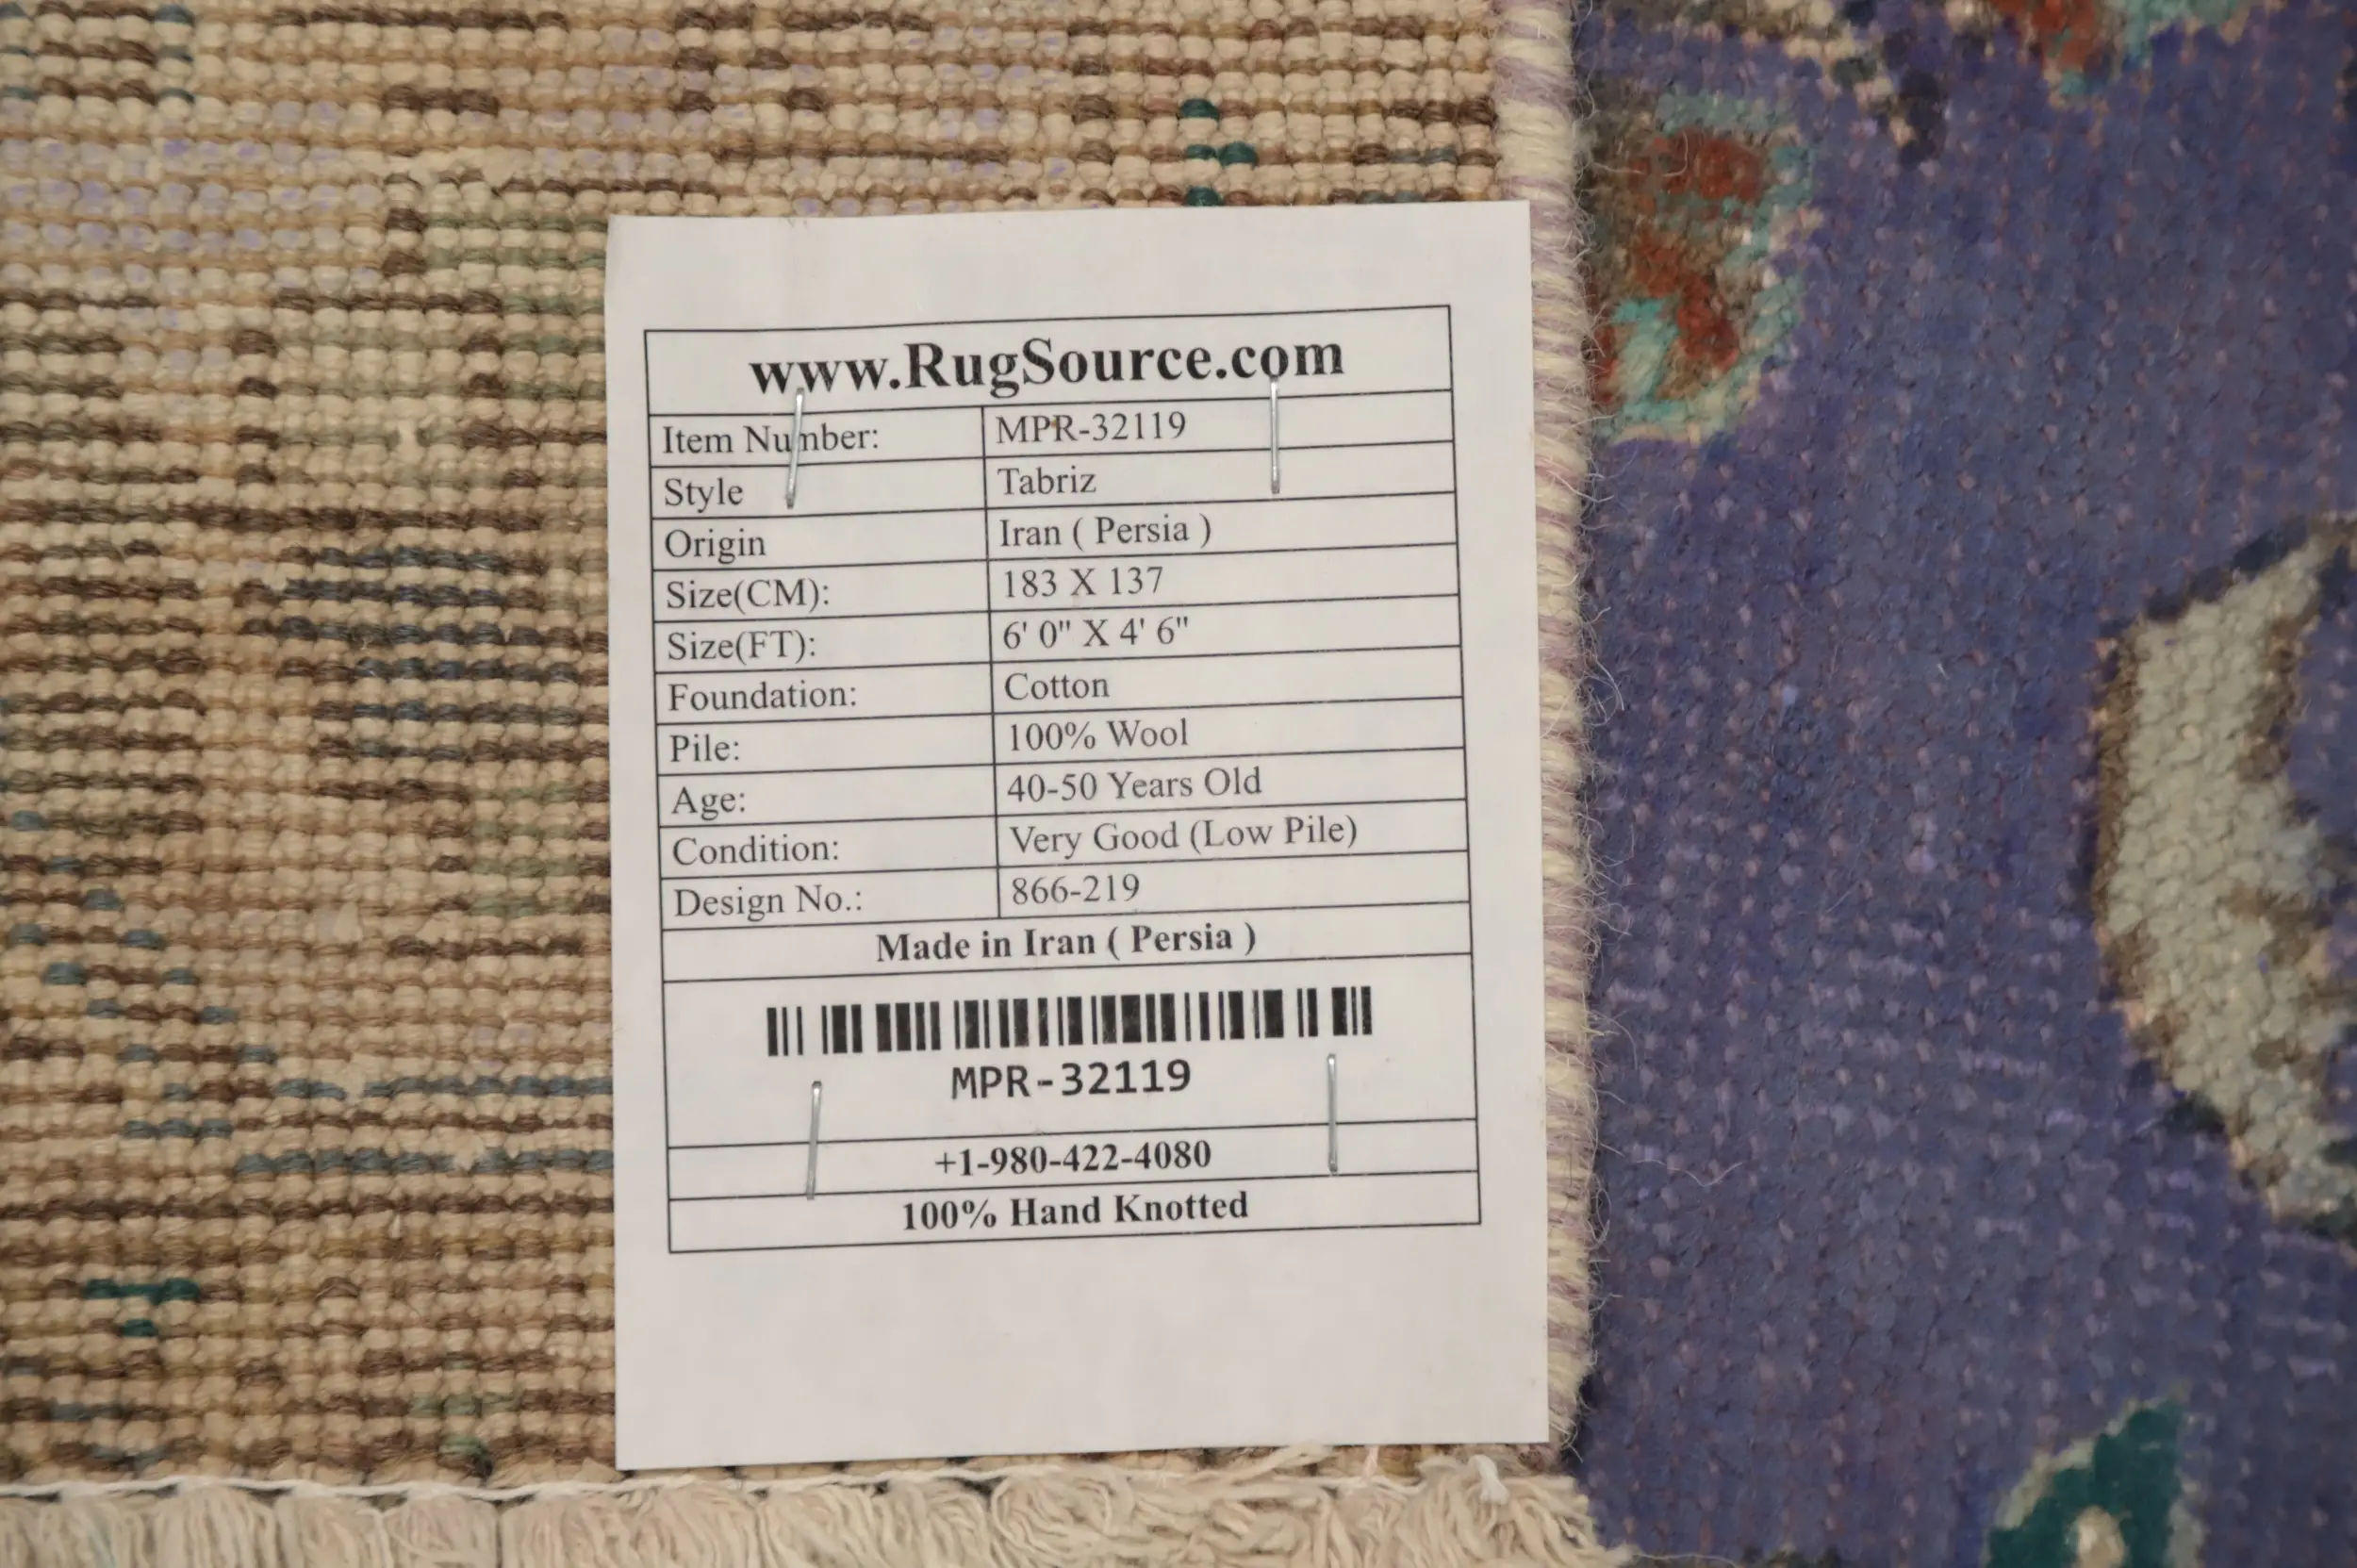 www.RugSource.com
Item Number: MPR-32119
Style Tabriz
Origin Iran ( Persia )
Size(CM): 183 X 137
Size(FT): 6' 0" X 4' 6"
Foundation: Cotton
Pile: 100% Wool
Age: 40-50 Years Old
Condition: Very Good (Low Pile)
Design No.: 866-219
Made in Iran ( Persia )
MPR-32119
+1-980-422-4080
100% Hand Knotted